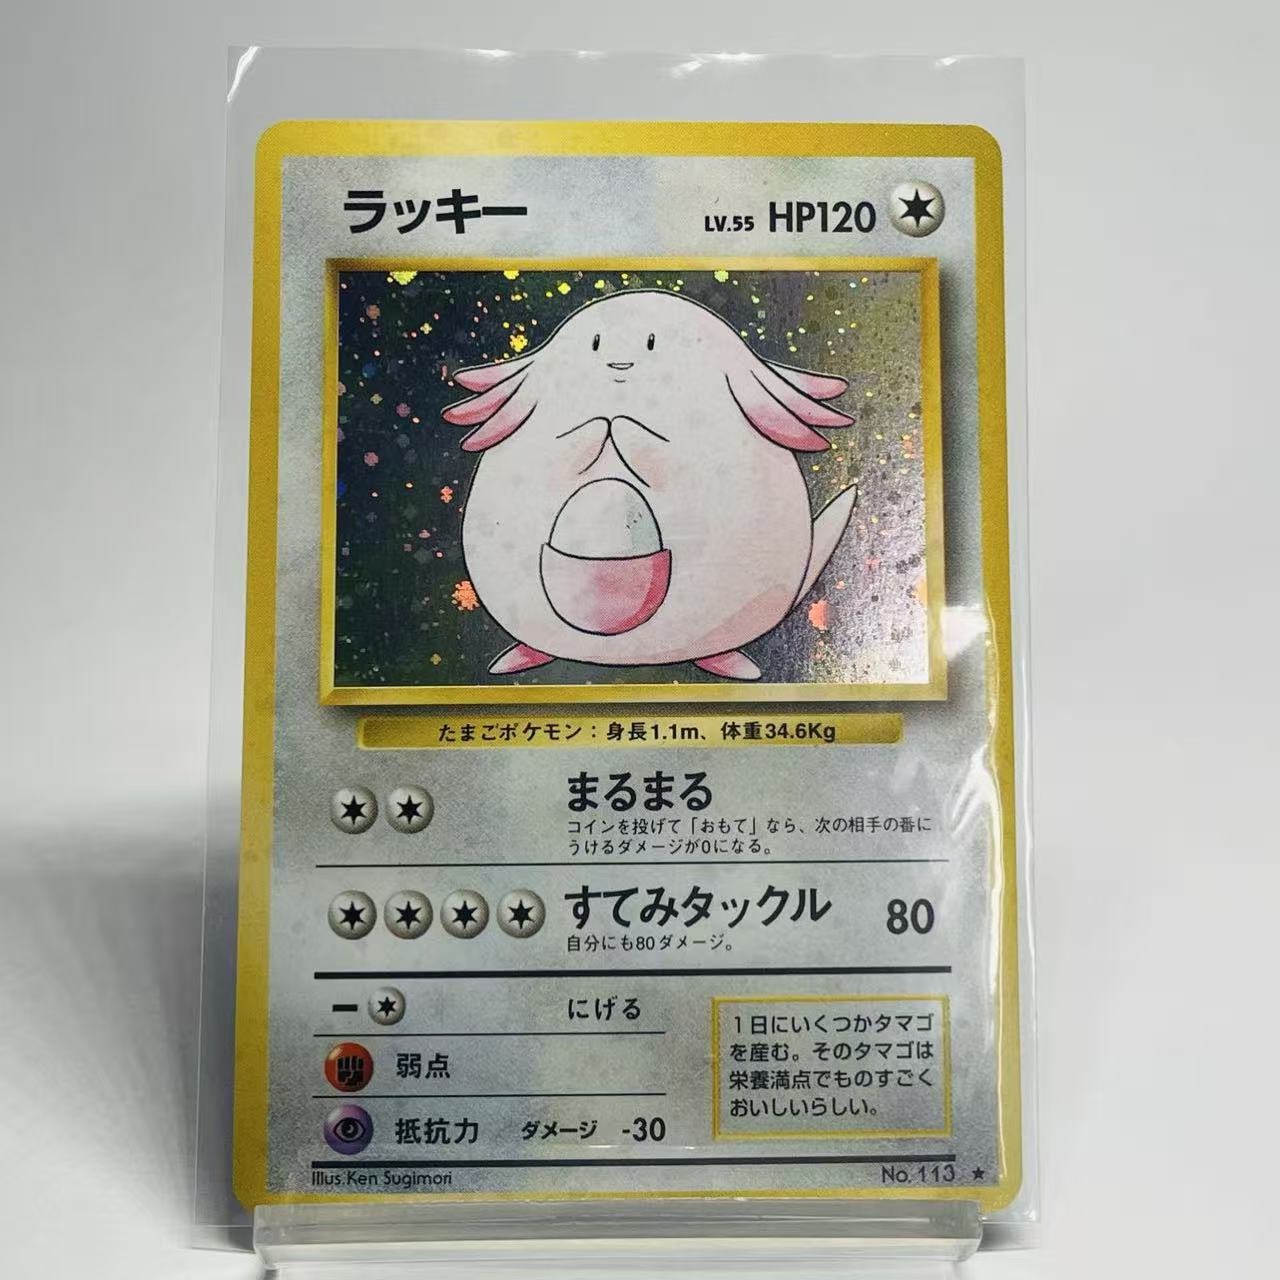 ラッキー LV.55 HP120
たまごポケモン：身長1.1m、体重34.6Kg
まるまる
コインを投げて「おもて」なら、次の相手の番に
うけるダメージが0になる。
すてみタックル 80
自分にも80ダメージ。
にげる
弱点
抵抗力 ダメージ -30
1日にいくつかタマゴ
を産む。そのタマゴは
栄養満点でものすごく
おいしいらしい。
Illus.Ken Sugimori No. 113 ★